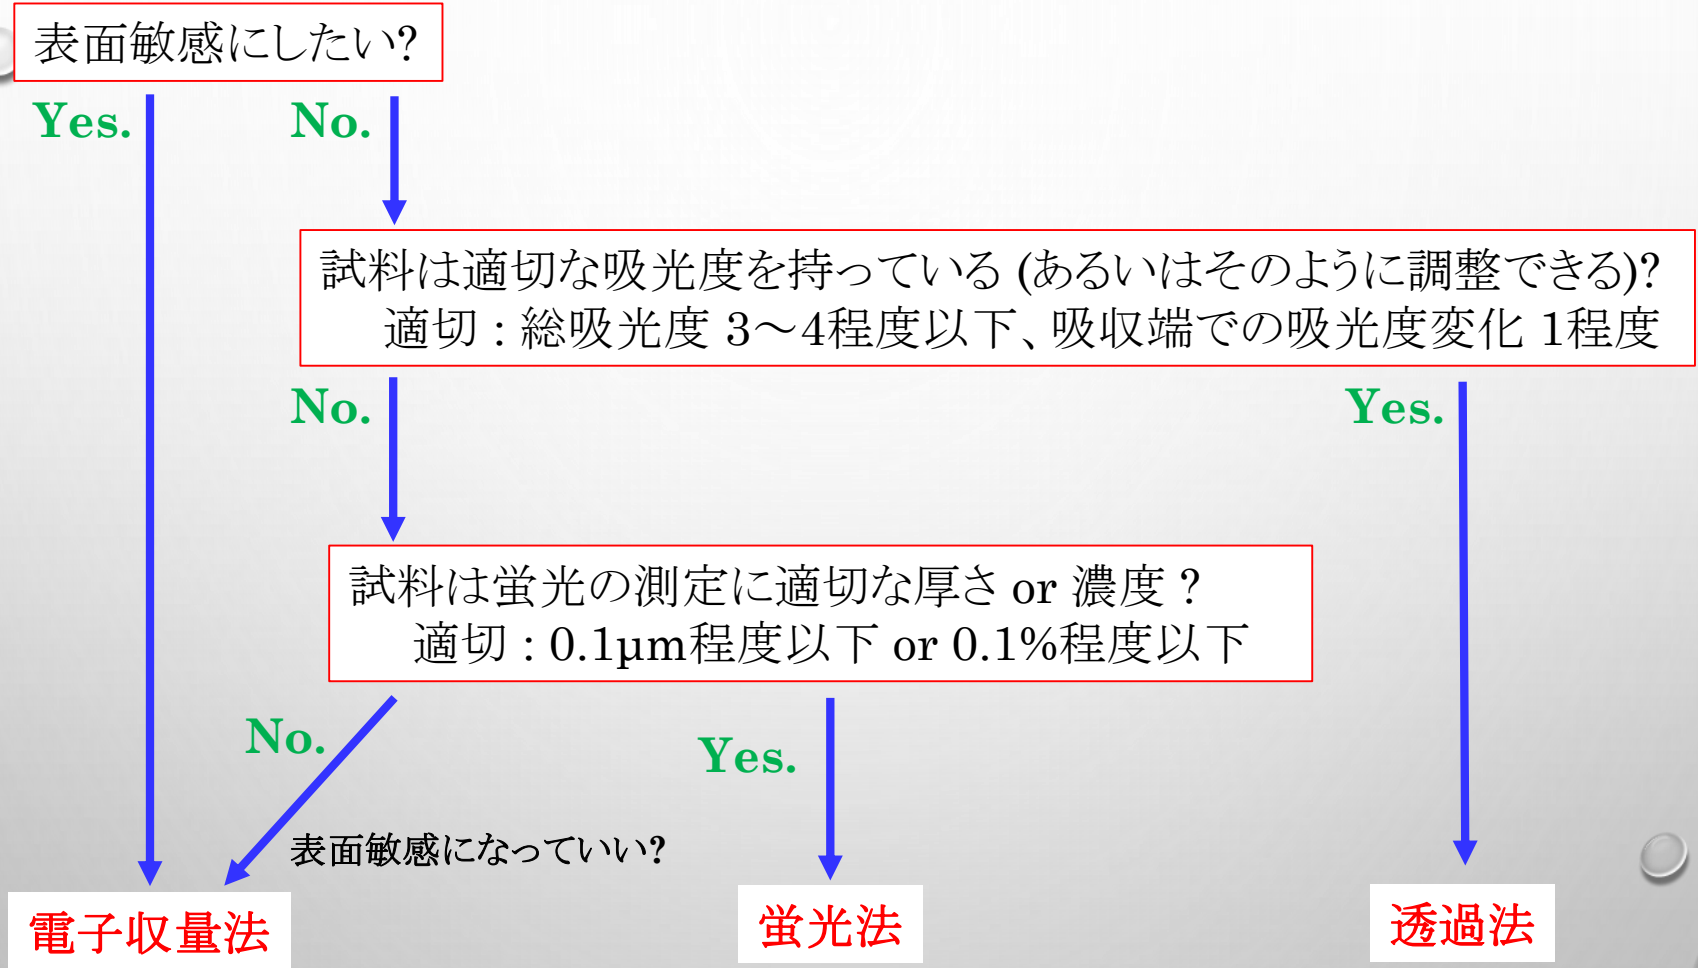 表面敏感にしたい?
Yes.
No.
試料は適切な吸光度を持っている (あるいはそのように調整できる)?
適切 : 総吸光度 3～4程度以下、吸収端での吸光度変化 1程度
No.
Yes.
試料は蛍光の測定に適切な厚さ or 濃度 ?
適切 : 0.1μm程度以下 or 0.1%程度以下
No.
Yes.
表面敏感になっていい?
電子収量法
蛍光法
透過法